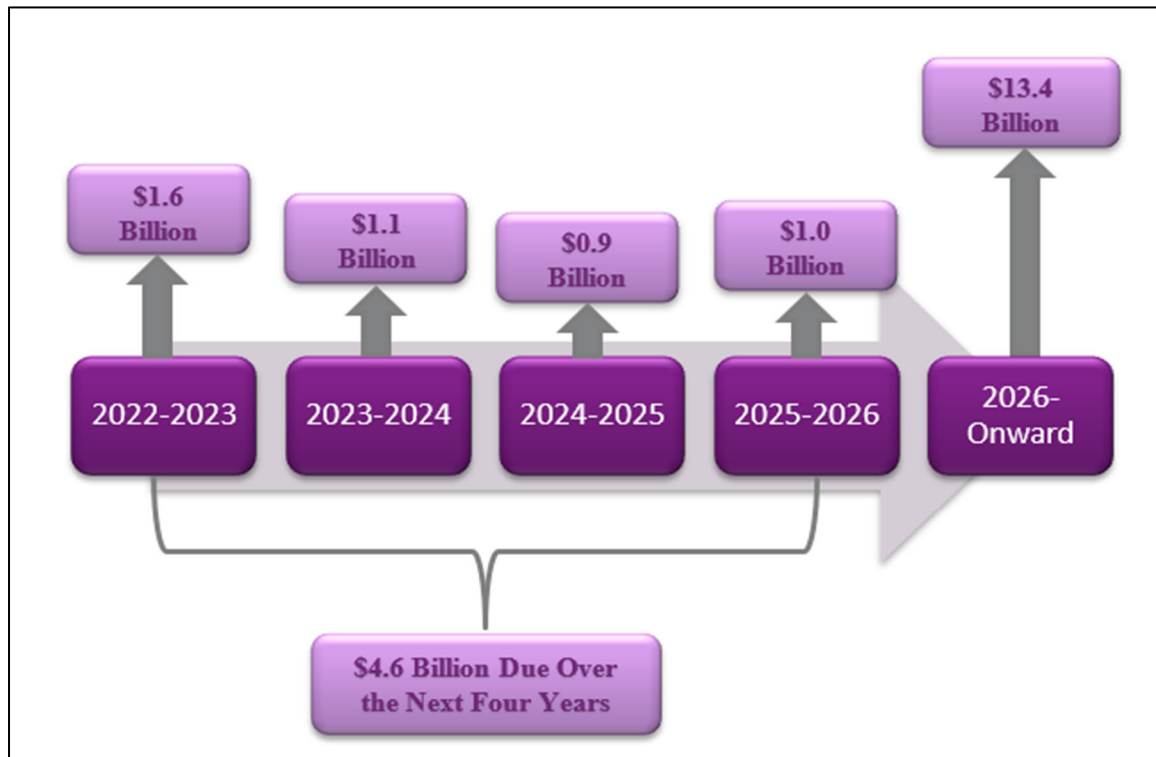 $13.4
Billion
$1.6
Billion
$1.1
Billion
$0.9
Billion
$1.0
Billion
2022-2023
2023-2024
2024-2025
2025-2026
2026-
Onward
$4.6 Billion Due Over
the Next Four Years